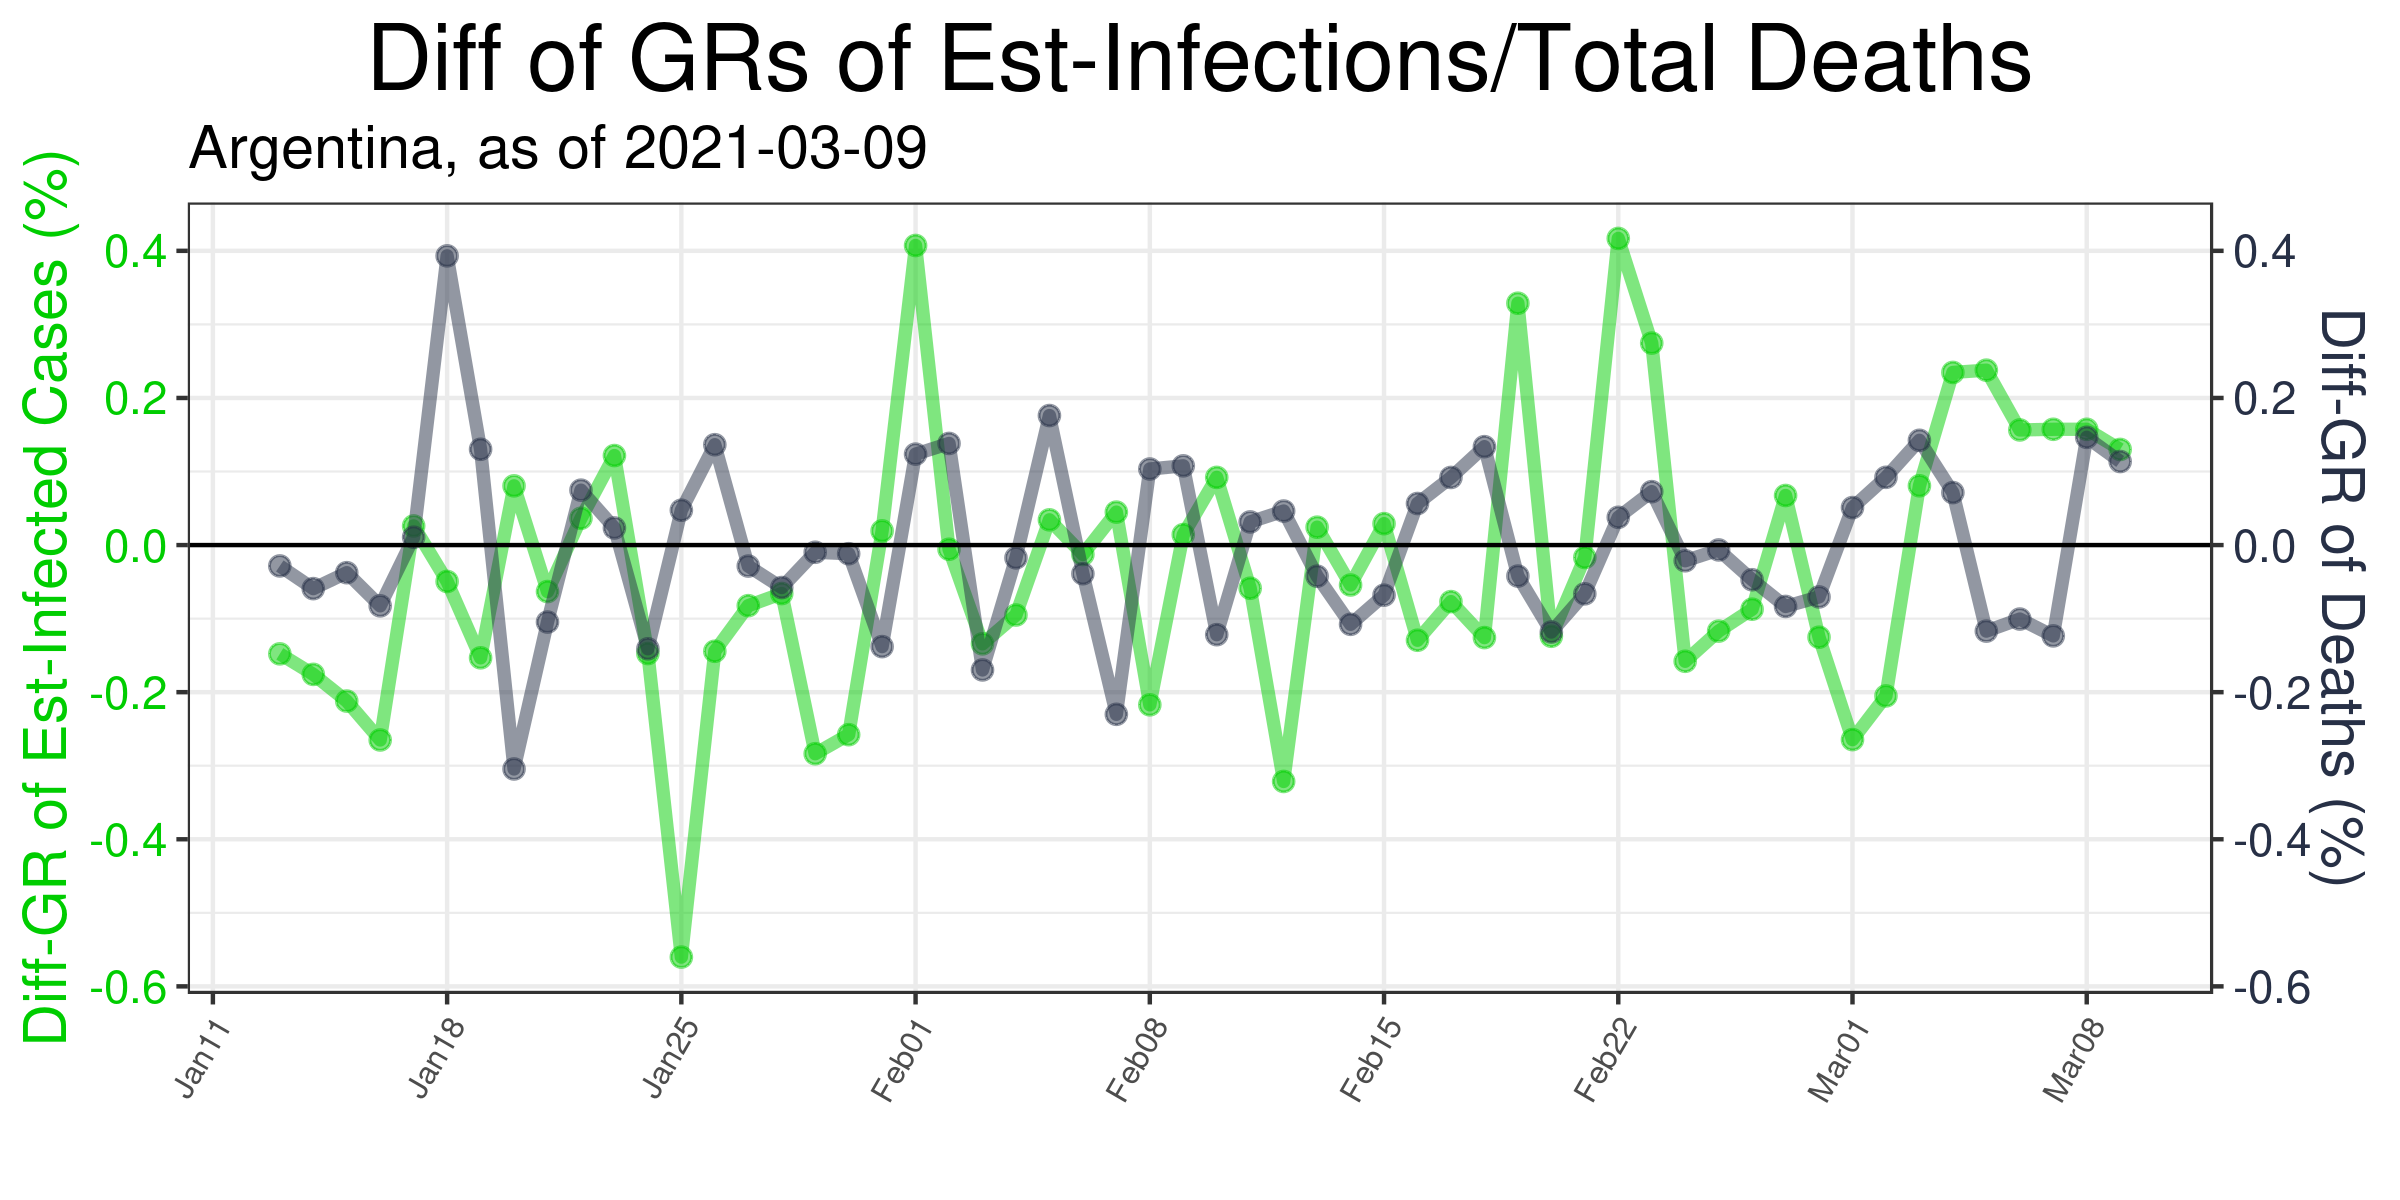 Diff of GRs of Est-Infections/Total Deaths
Argentina, as of 2021-03-09
Diff-GR of Est-Infected Cases (%)
0.4
0.2
0.0
-0.2
-0.4
-0.6
0.4
0.2
0.0
-0.2
-0.4
-0.6
Diff-GR of Deaths (%)
Jan11
Jan18
Jan25
Feb01
Feb08
Feb15
Feb22
Mar01
Mar08